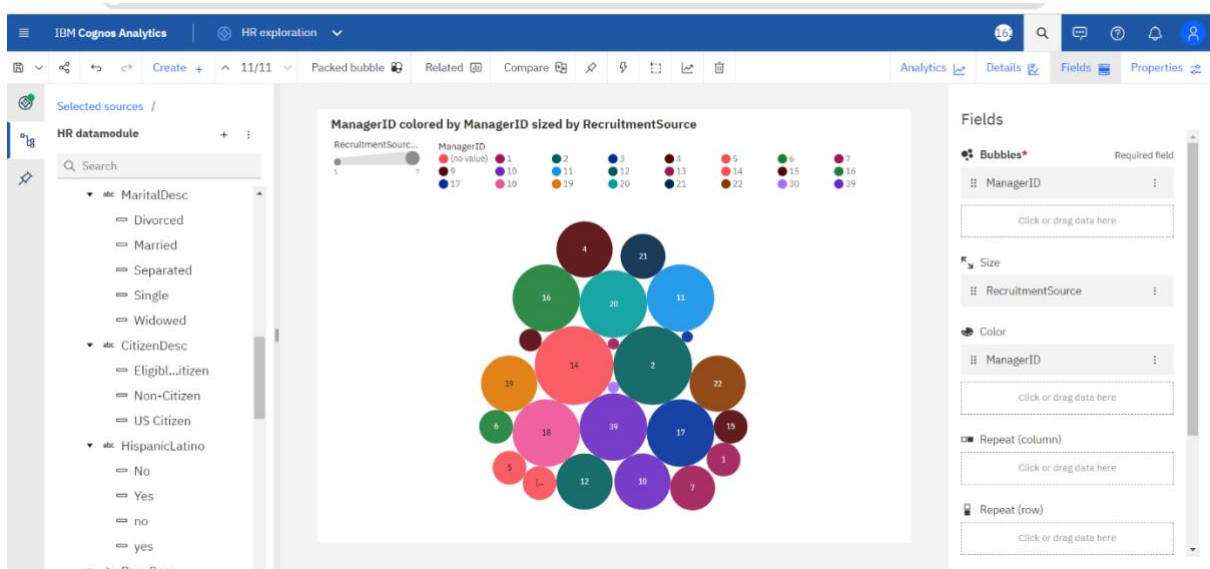 IBM Cognos Analytics HR exploration
Create + 11/11 Packed bubble Related Compare Analytics Details Fields Properties
Selected sources /
HR datamodule
Search
abc MaritalDesc
Divorced
Married
Separated
Single
Widowed
abc CitizenDesc
Eligibl...itizen
Non-Citizen
US Citizen
abc HispanicLatino
No
Yes
no
yes
ManagerID colored by ManagerID sized by RecruitmentSource
RecruitmentSourc...
1 7
ManagerID
(no value) 1 2 3 4 5 6 7
9 10 11 12 13 14 15 16
17 18 19 20 21 22 30 39
4
21
16
20
11
14
2
19
22
6
18
39
17
15
5
1
(...
12
10
7
Fields
Bubbles* Required field
ManagerID
Click or drag data here
Size
RecruitmentSource
Color
ManagerID
Click or drag data here
Repeat (column)
Click or drag data here
Repeat (row)
Click or drag data here